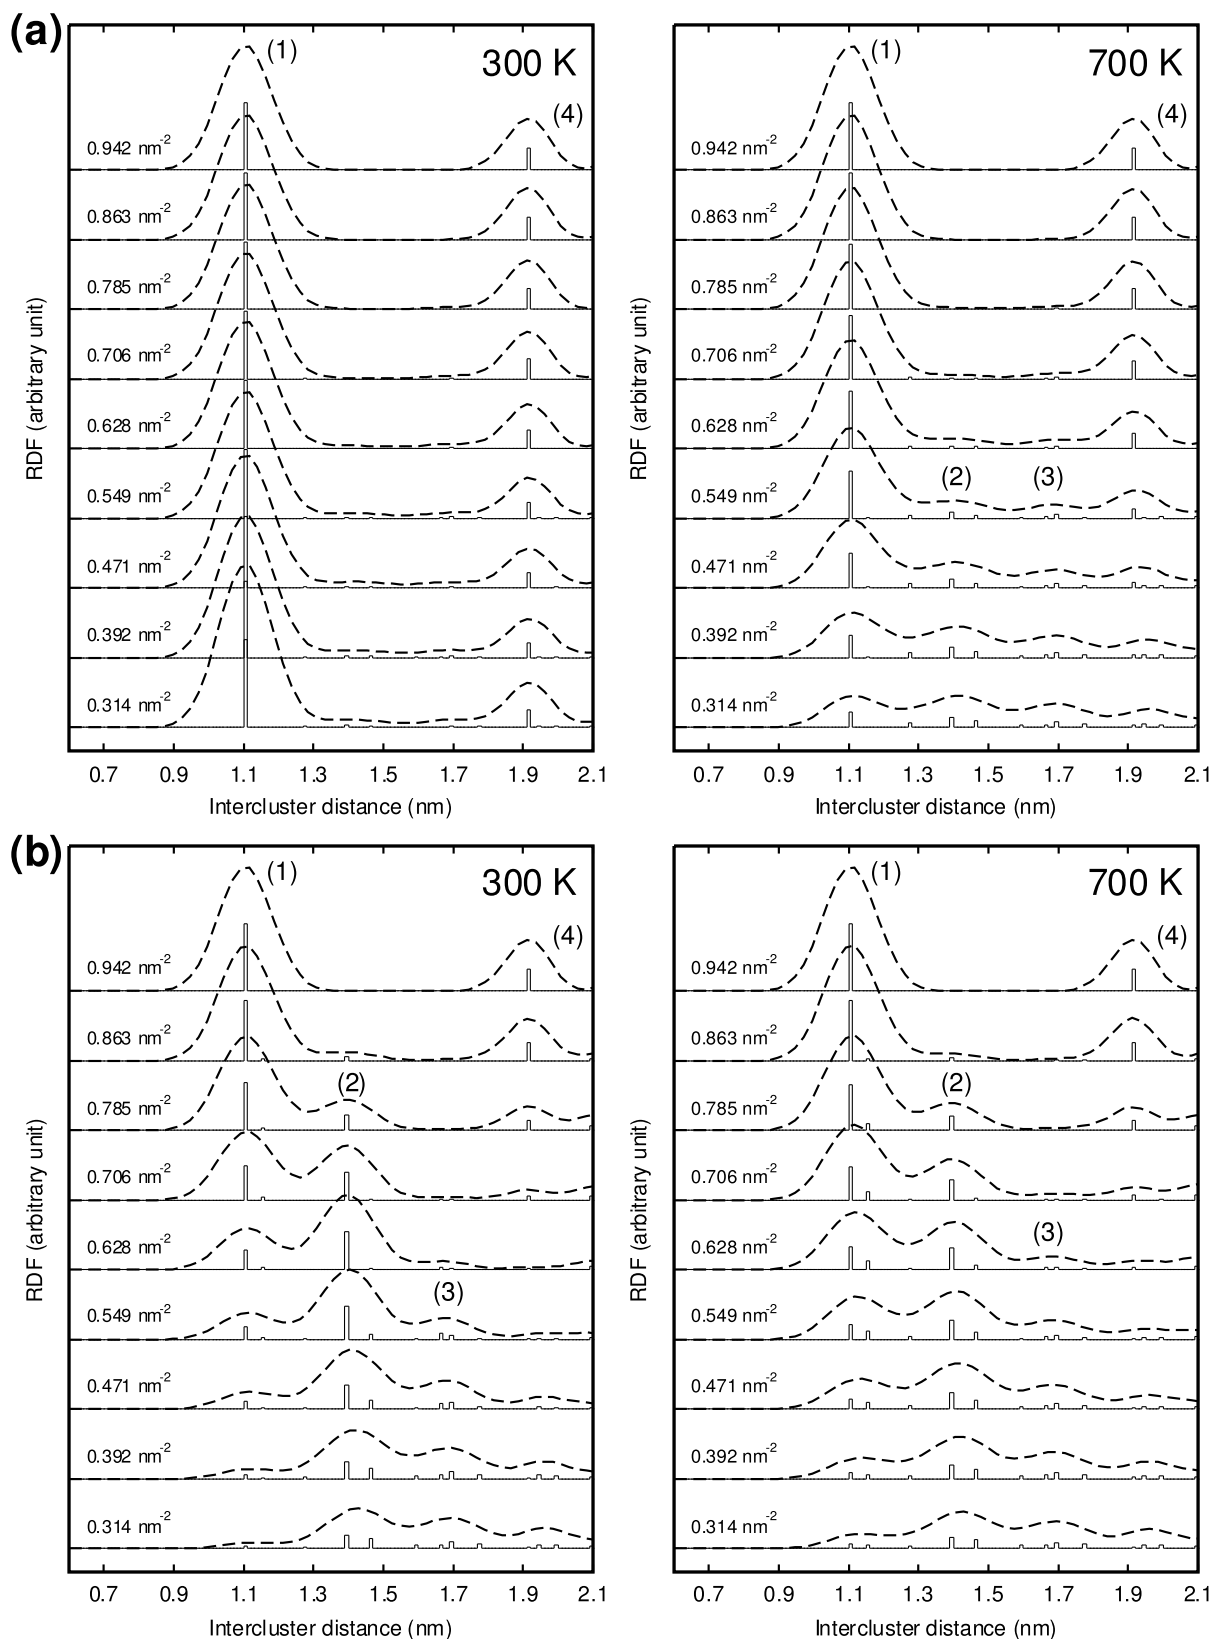 (a)
300 K
(1)
(4)
0.942 nm-2
0.863 nm-2
0.785 nm-2
0.706 nm-2
0.628 nm-2
0.549 nm-2
0.471 nm-2
0.392 nm-2
0.314 nm-2
RDF (arbitrary unit)
0.7 0.9 1.1 1.3 1.5 1.7 1.9 2.1
Intercluster distance (nm)
700 K
(1)
(4)
0.942 nm-2
0.863 nm-2
0.785 nm-2
0.706 nm-2
0.628 nm-2
(2) (3)
0.549 nm-2
0.471 nm-2
0.392 nm-2
0.314 nm-2
RDF (arbitrary unit)
0.7 0.9 1.1 1.3 1.5 1.7 1.9 2.1
Intercluster distance (nm)
(b)
300 K
(1)
(4)
0.942 nm-2
0.863 nm-2
(2)
0.785 nm-2
0.706 nm-2
0.628 nm-2
(3)
0.549 nm-2
0.471 nm-2
0.392 nm-2
0.314 nm-2
RDF (arbitrary unit)
0.7 0.9 1.1 1.3 1.5 1.7 1.9 2.1
Intercluster distance (nm)
700 K
(1)
(4)
0.942 nm-2
0.863 nm-2
(2)
0.785 nm-2
0.706 nm-2
(3)
0.628 nm-2
0.549 nm-2
0.471 nm-2
0.392 nm-2
0.314 nm-2
RDF (arbitrary unit)
0.7 0.9 1.1 1.3 1.5 1.7 1.9 2.1
Intercluster distance (nm)